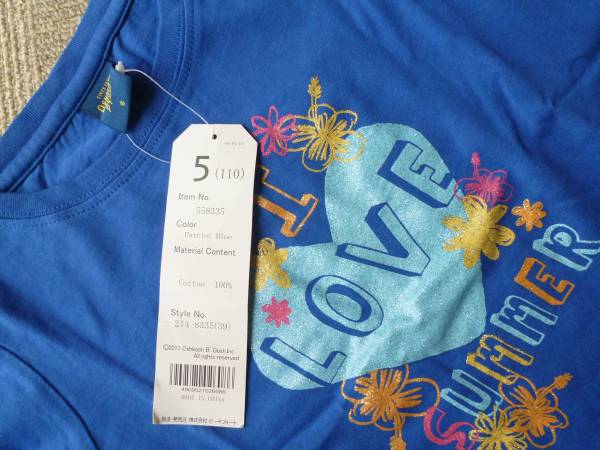 5 (110)
Item No.
558335
Color
Patriot Blue
Material Content
Cotton 100%
Style No.
214-8335(39)
©2011 Oshkosh B'Gosh,Inc
All rights reserved
MADE IN CHINA
I
LOVE
SUMMER